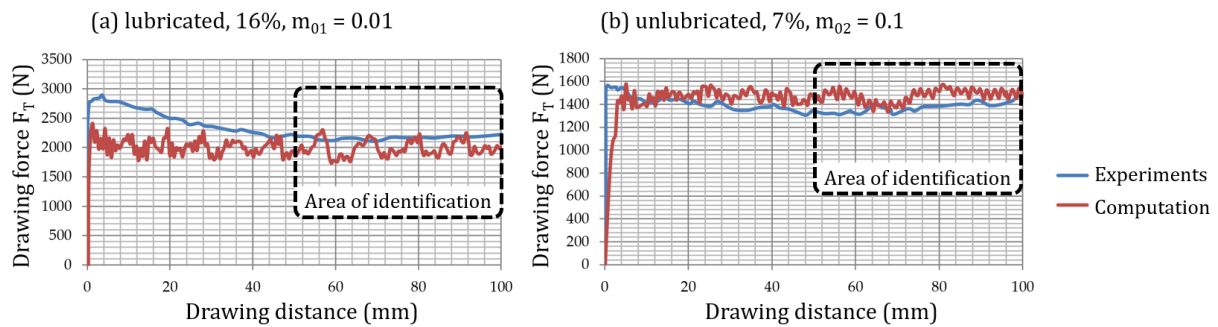 (a) lubricated, 16%, m01 = 0.01
Drawing force FT (N)
3500
3000
2500
2000
1500
1000
500
0
0 20 40 60 80 100
Area of identification
Drawing distance (mm)
(b) unlubricated, 7%, m02 = 0.1
Drawing force FT (N)
1800
1600
1400
1200
1000
800
600
400
200
0
0 20 40 60 80 100
Area of identification
Drawing distance (mm)
Experiments
Computation